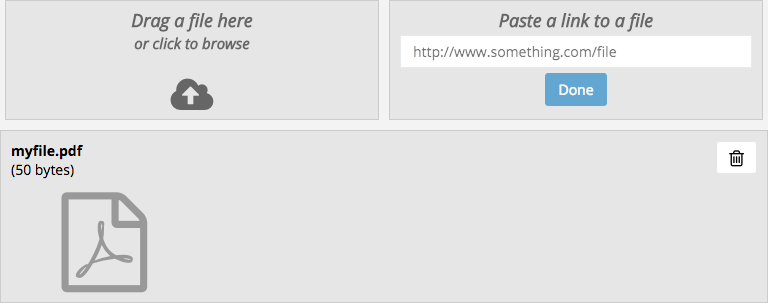 Drag a file here
or click to browse
Paste a link to a file
http://www.something.com/file
Done
myfile.pdf
(50 bytes)